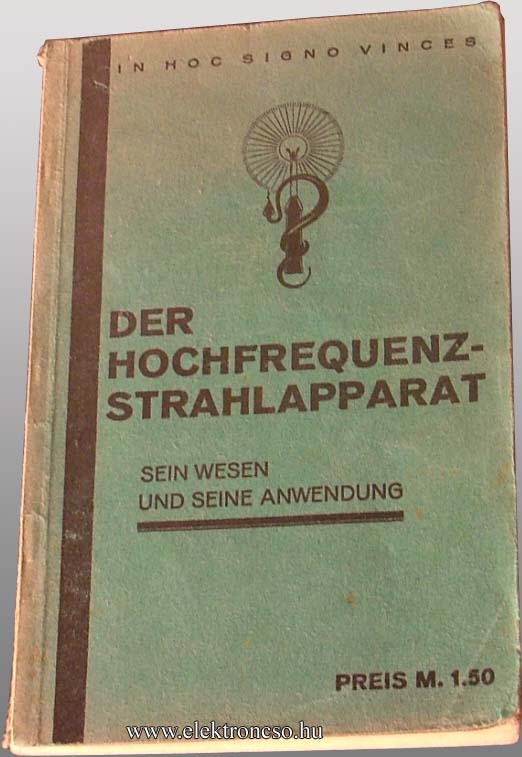 IN HOC SIGNO VINCES
DER
HOCHFREQUENZ-
STRAHLAPPARAT
SEIN WESEN
UND SEINE ANWENDUNG
PREIS M. 1.50
www.elektroncso.hu